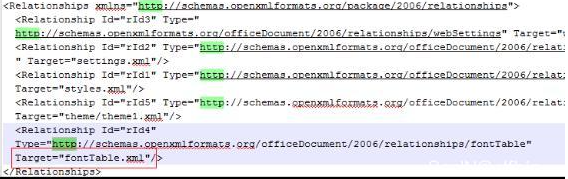 <Relationships xmlns="http://schemas.openxmlformats.org/package/2006/relationships">
<Relationship Id="rId3" Type="
http://schemas.openxmlformats.org/officeDocument/2006/relationships/webSettings" Target="w
<Relationship Id="rId2" Type="http://schemas.openxmlformats.org/officeDocument/2006/relati
" Target="settings.xml"/>
<Relationship Id="rId1" Type="http://schemas.openxmlformats.org/officeDocument/2006/relati
Target="styles.xml"/>
<Relationship Id="rId5" Type="http://schemas.openxmlformats.org/officeDocument/2006/relati
Target="theme/theme1.xml"/>
<Relationship Id="rId4"
Type="http://schemas.openxmlformats.org/officeDocument/2006/relationships/fontTable"
Target="fontTable.xml"/>
</Relationships>